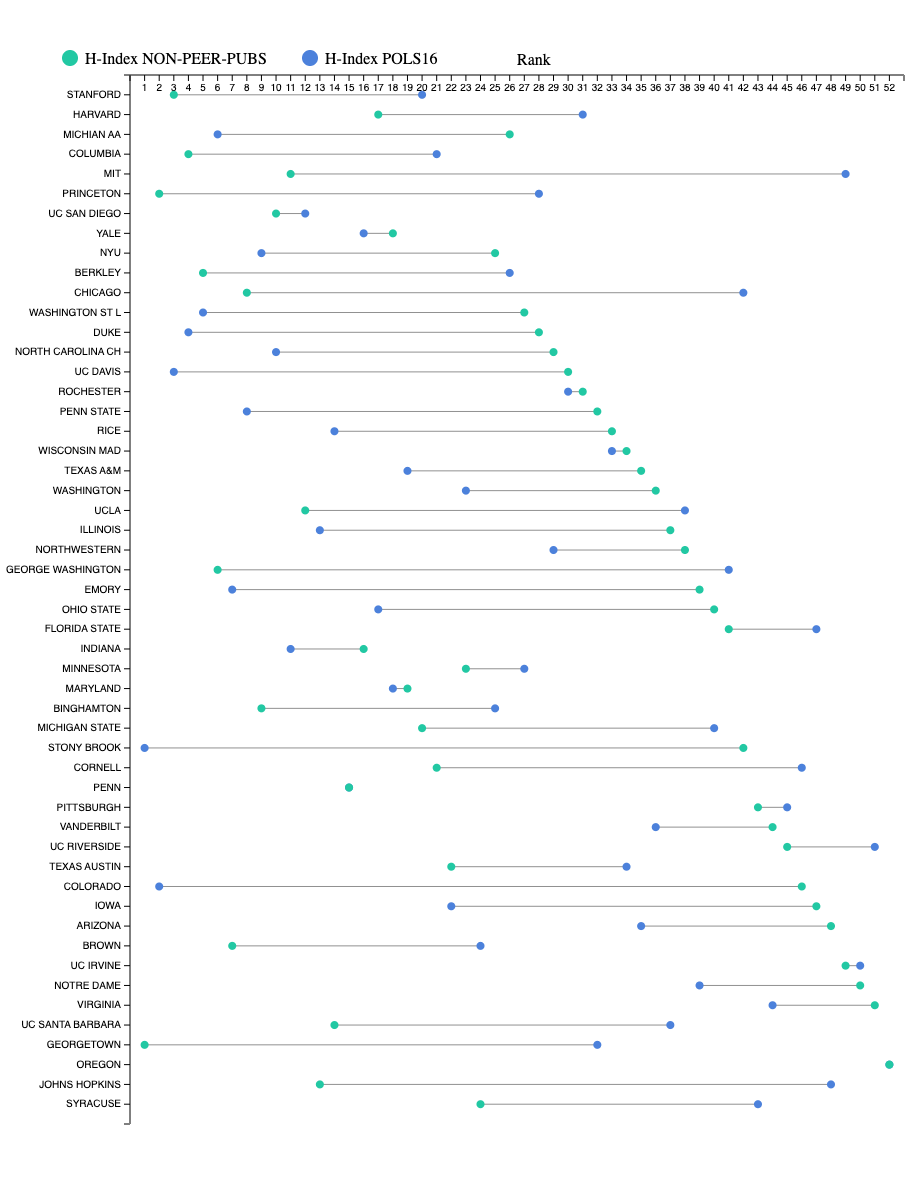 H-Index NON-PEER-PUBS H-Index POLS16 Rank
1 2 3 4 5 6 7 8 9 10 11 12 13 14 15 16 17 18 19 20 21 22 23 24 25 26 27 28 29 30 31 32 33 34 35 36 37 38 39 40 41 42 43 44 45 46 47 48 49 50 51 52
STANFORD
HARVARD
MICHIAN AA
COLUMBIA
MIT
PRINCETON
UC SAN DIEGO
YALE
NYU
BERKLEY
CHICAGO
WASHINGTON ST L
DUKE
NORTH CAROLINA CH
UC DAVIS
ROCHESTER
PENN STATE
RICE
WISCONSIN MAD
TEXAS A&M
WASHINGTON
UCLA
ILLINOIS
NORTHWESTERN
GEORGE WASHINGTON
EMORY
OHIO STATE
FLORIDA STATE
INDIANA
MINNESOTA
MARYLAND
BINGHAMTON
MICHIGAN STATE
STONY BROOK
CORNELL
PENN
PITTSBURGH
VANDERBILT
UC RIVERSIDE
TEXAS AUSTIN
COLORADO
IOWA
ARIZONA
BROWN
UC IRVINE
NOTRE DAME
VIRGINIA
UC SANTA BARBARA
GEORGETOWN
OREGON
JOHNS HOPKINS
SYRACUSE